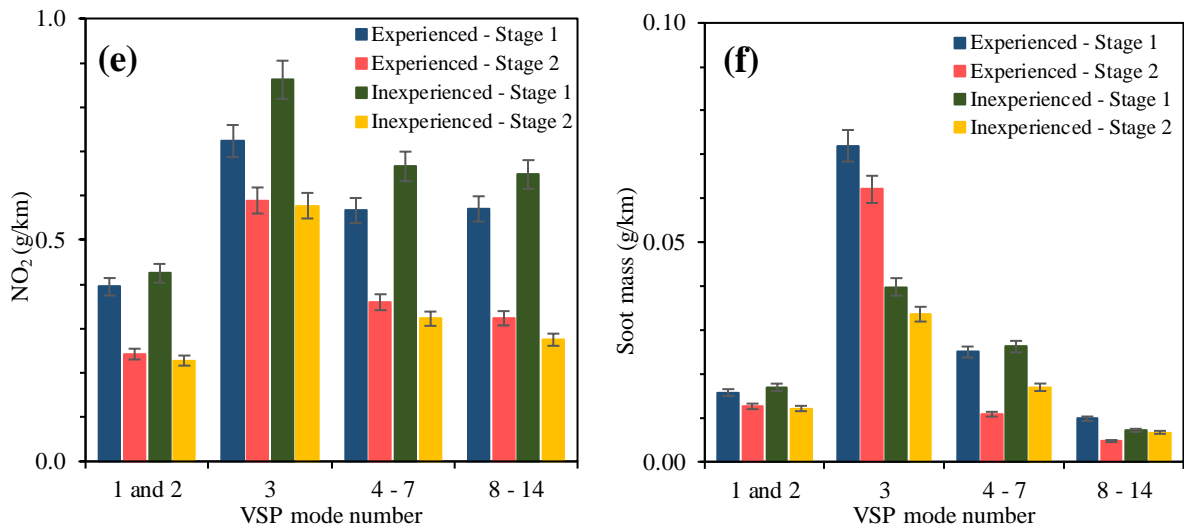 (e)
Experienced - Stage 1
Experienced - Stage 2
Inexperienced - Stage 1
Inexperienced - Stage 2
1.0
0.5
0.0
NO₂ (g/km)
1 and 2
3
4 - 7
8 - 14
VSP mode number
(f)
Experienced - Stage 1
Experienced - Stage 2
Inexperienced - Stage 1
Inexperienced - Stage 2
0.10
0.05
0.00
Soot mass (g/km)
1 and 2
3
4 - 7
8 - 14
VSP mode number